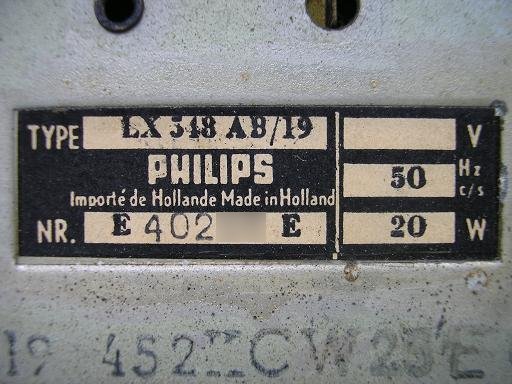 TYPE LX 348 AB/19 V
PHILIPS 50 Hz c/s
Importé de Hollande Made in Holland
NR. E 402 E 20 W
19 452 II CW 25 E